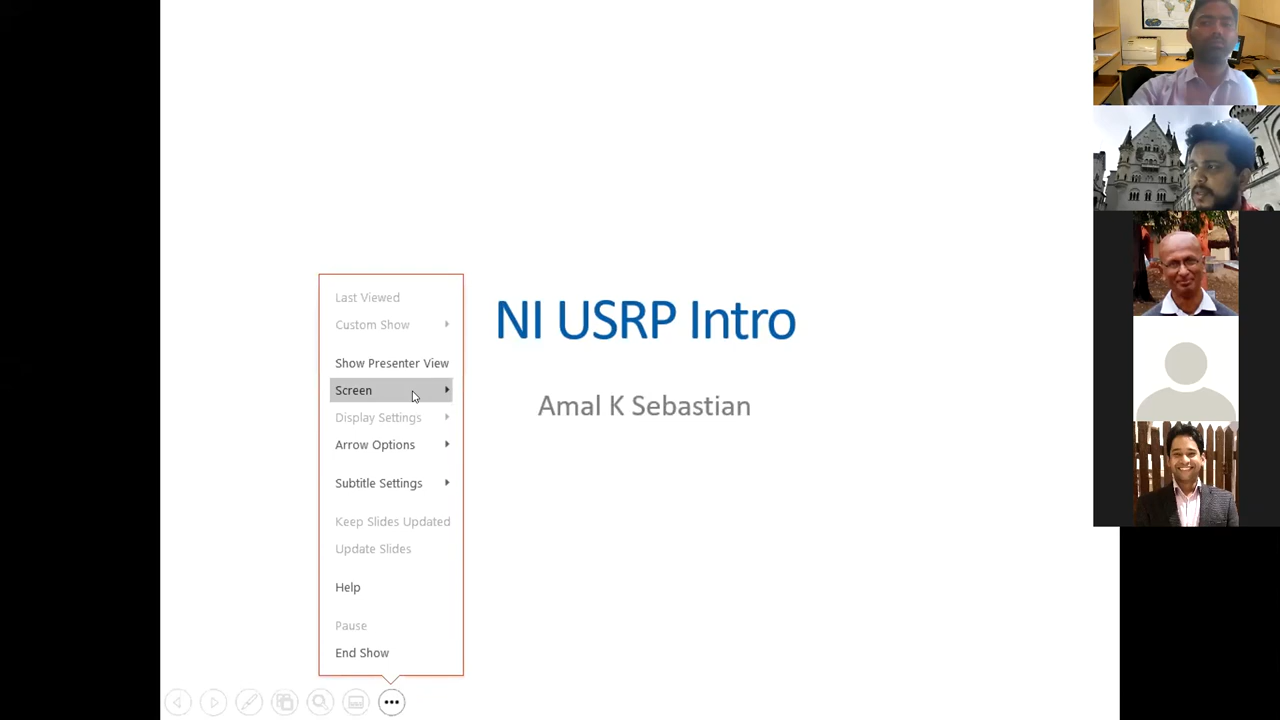 NI USRP Intro
Amal K Sebastian
Last Viewed
Custom Show
Show Presenter View
Screen
Display Settings
Arrow Options
Subtitle Settings
Keep Slides Updated
Update Slides
Help
Pause
End Show